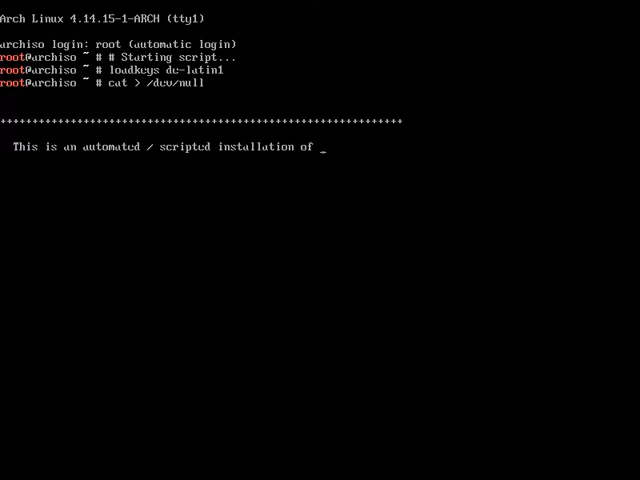 Arch Linux 4.14.15-1-ARCH (tty1)
archiso login: root (automatic login)
root@archiso ~ # # Starting script...
root@archiso ~ # loadkeys de-latin1
root@archiso ~ # cat > /dev/null
+++++++++++++++++++++++++++++++++++++++++++++++++++++++++++++++
This is an automated / scripted installation of _